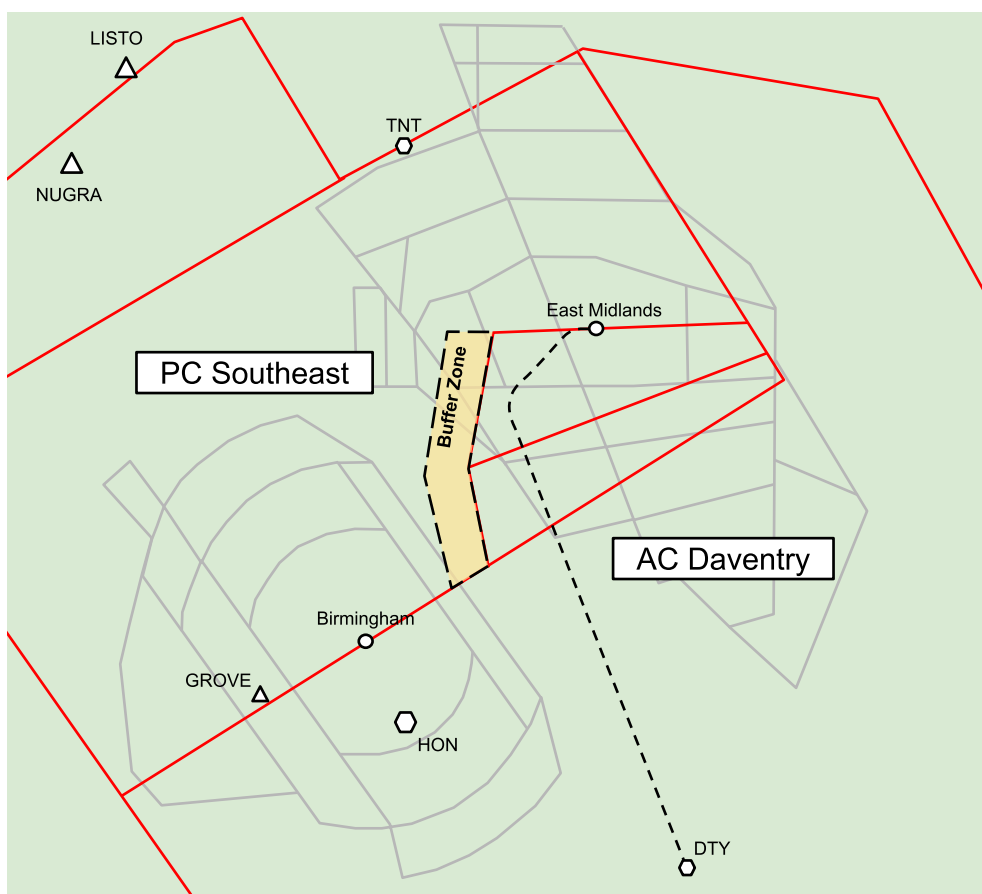 LISTO
TNT
NUGRA
East Midlands
PC Southeast
Buffer Zone
AC Daventry
Birmingham
GROVE
HON
DTY